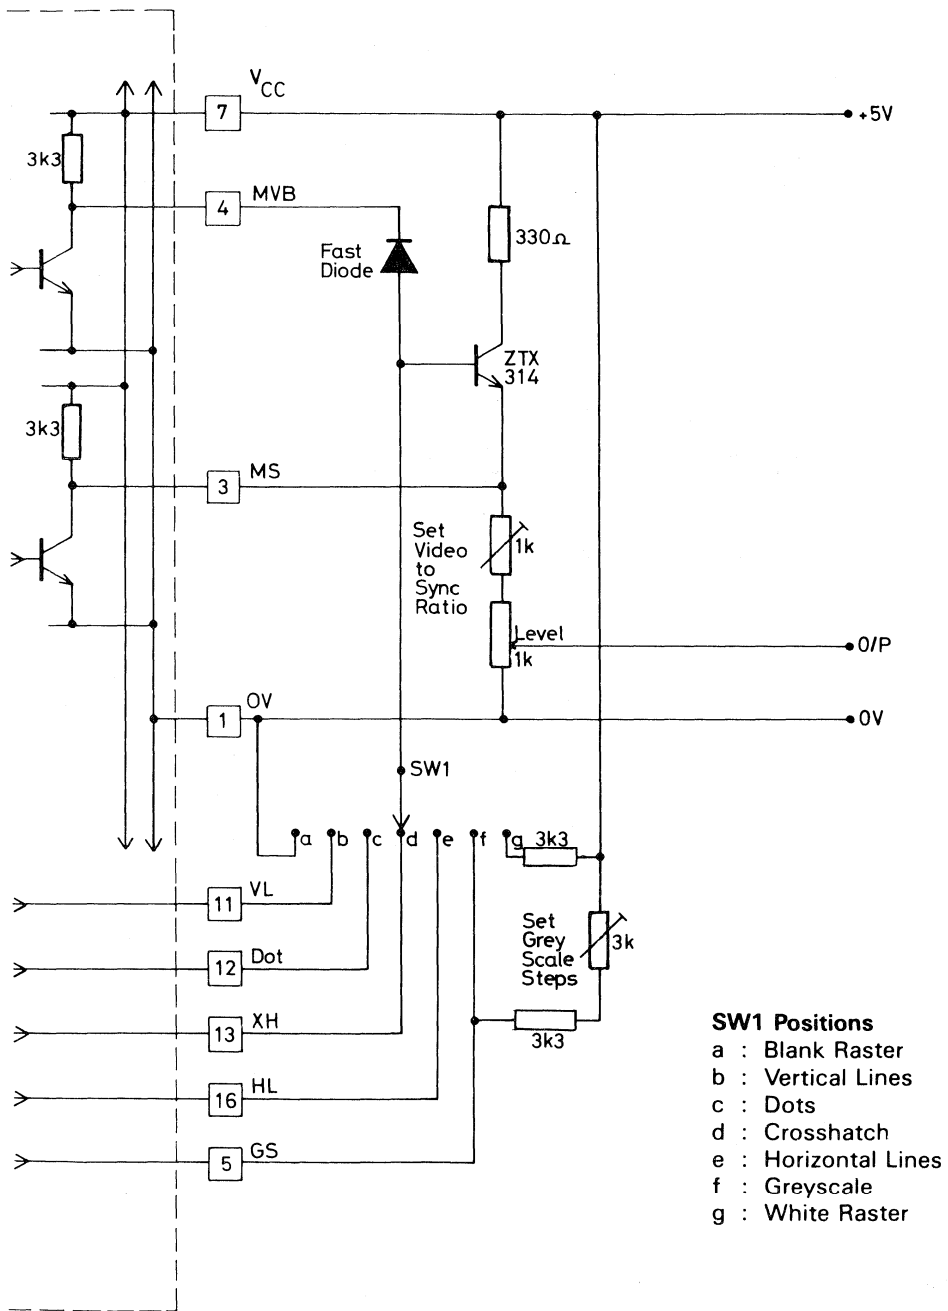 VCC
7
+5V
3k3
MVB
4
330Ω
Fast
Diode
ZTX
314
3k3
MS
3
Set
Video
to
Sync
Ratio
1k
Level
1k
O/P
OV
1
OV
SW1
a
b
c
d
e
f
g
3k3
VL
11
Set
Grey
Scale
Steps
3k
Dot
12
XH
13
3k3
HL
16
GS
5
SW1 Positions
a : Blank Raster
b : Vertical Lines
c : Dots
d : Crosshatch
e : Horizontal Lines
f : Greyscale
g : White Raster